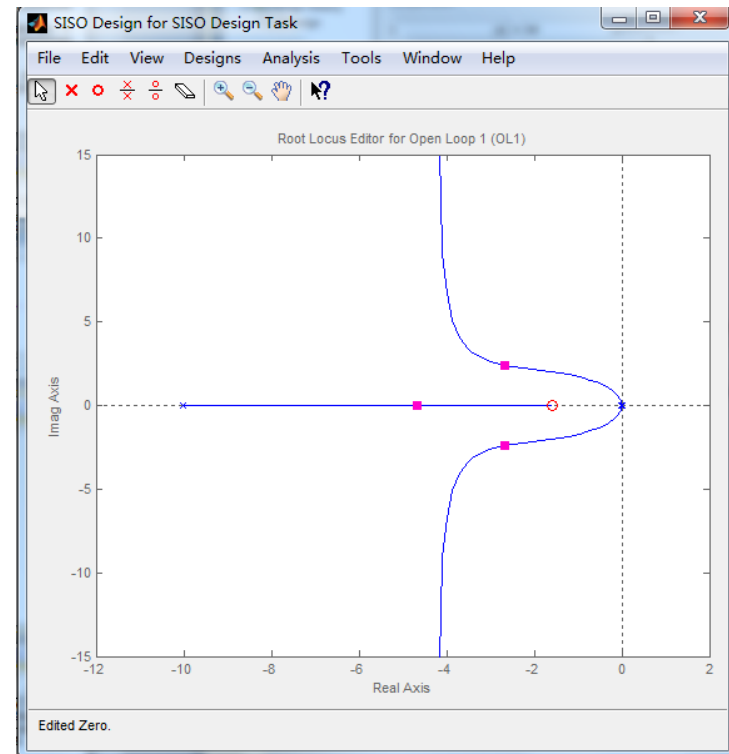 SISO Design for SISO Design Task
File Edit View Designs Analysis Tools Window Help
Root Locus Editor for Open Loop 1 (OL1)
15
10
5
0
-5
-10
-15
Imag Axis
-12 -10 -8 -6 -4 -2 0 2
Real Axis
Edited Zero.